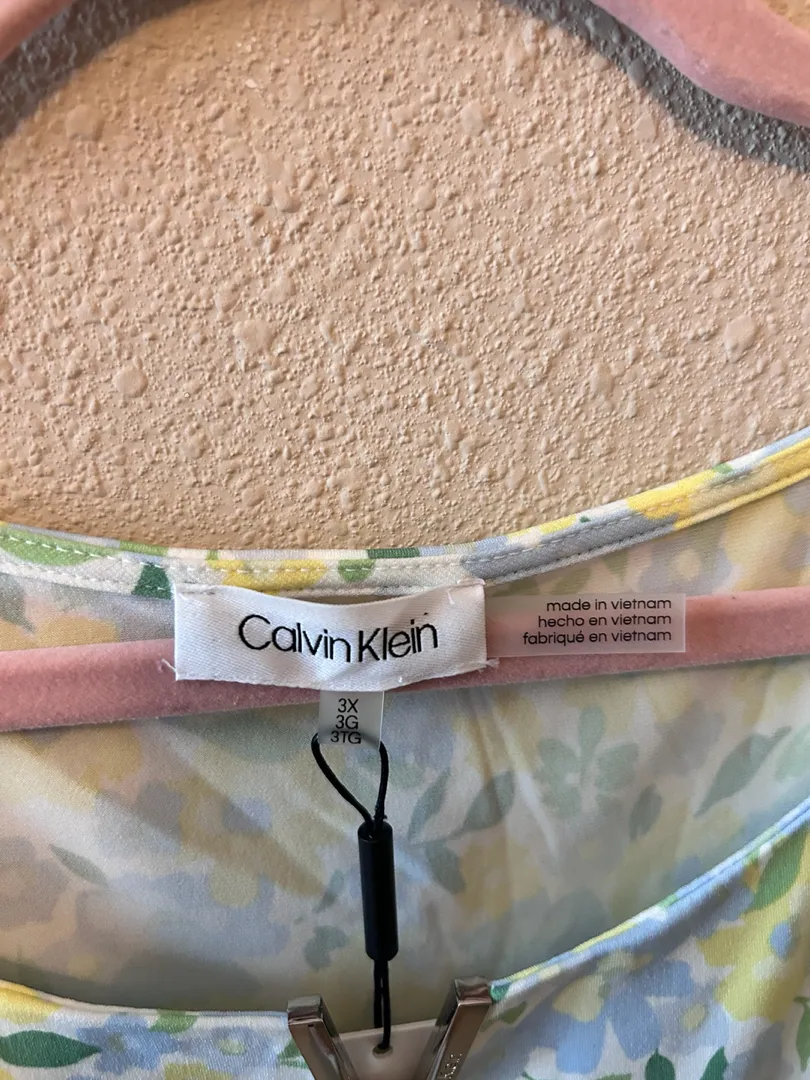 Calvin Klein
made in vietnam
hecho en vietnam
fabriqué en vietnam
3X
3G
3TG